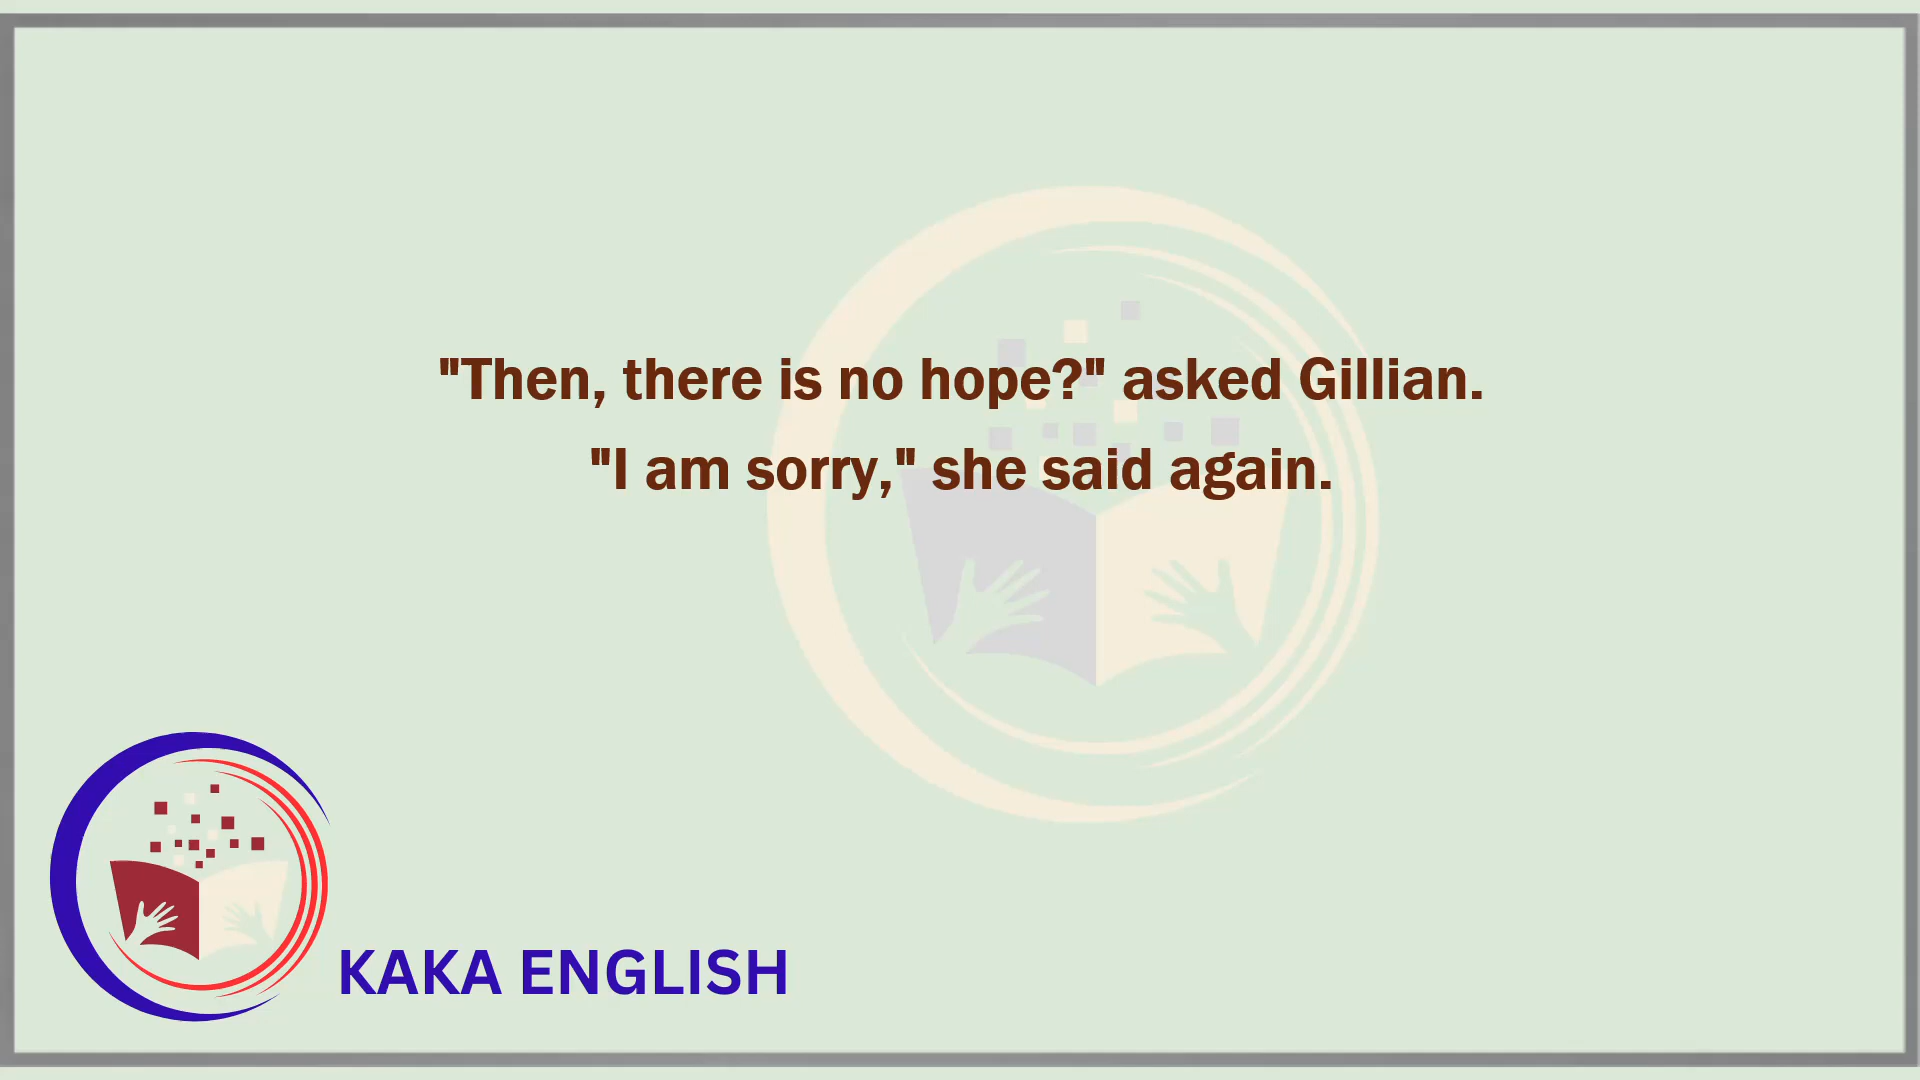 "Then, there is no hope?" asked Gillian.
"I am sorry," she said again.
KAKA ENGLISH